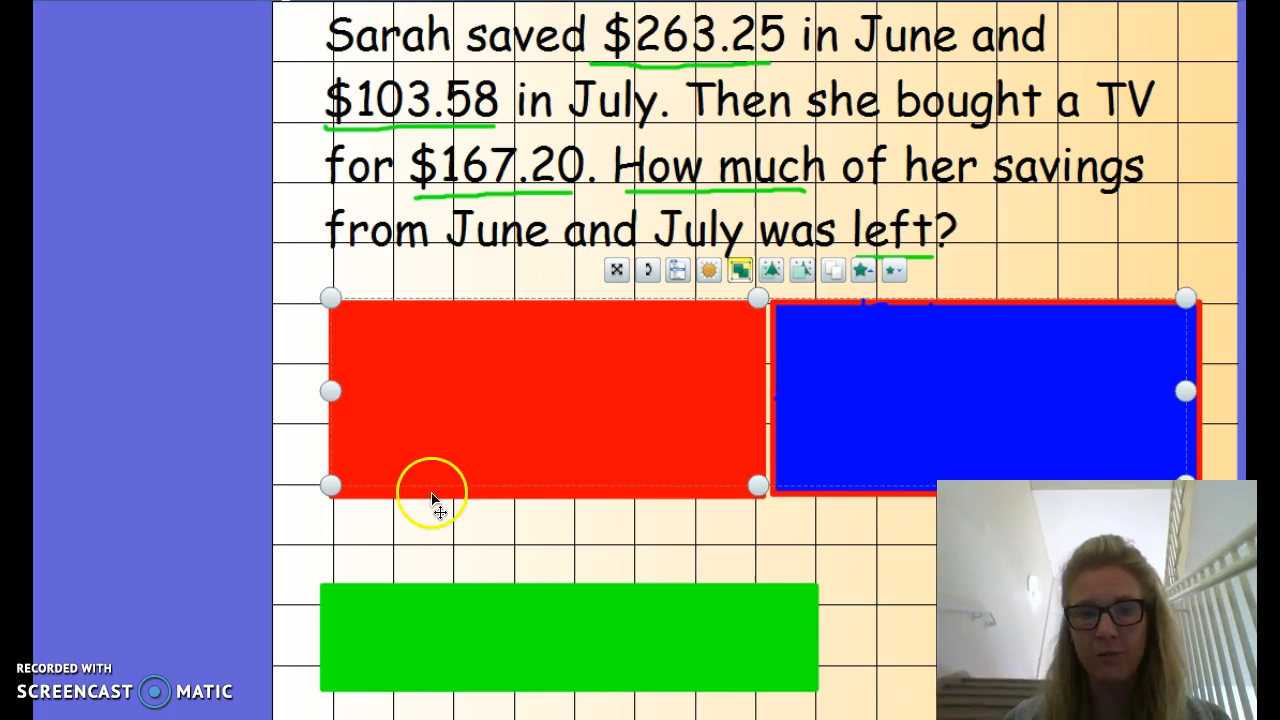 Sarah saved $263.25 in June and
$103.58 in July. Then she bought a TV
for $167.20. How much of her savings
from June and July was left?
RECORDED WITH
SCREENCAST MATIC